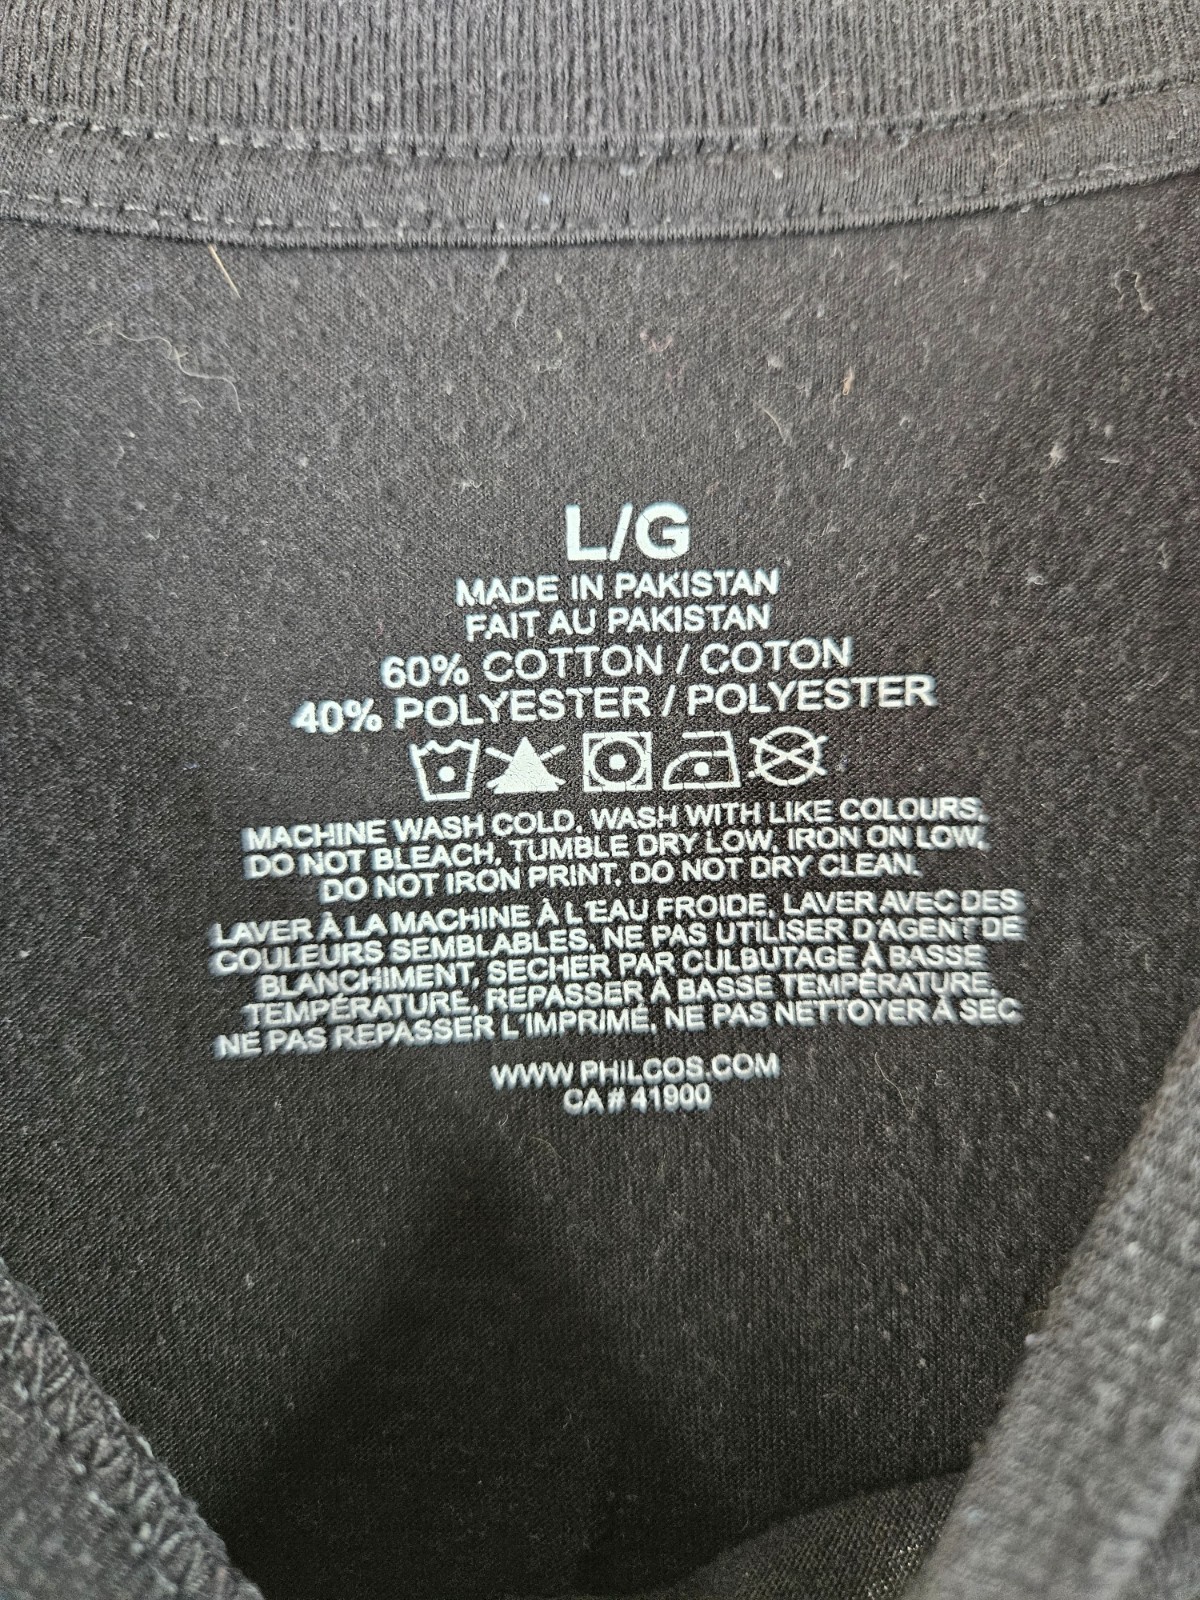 L/G
MADE IN PAKISTAN
FAIT AU PAKISTAN
60% COTTON / COTON
40% POLYESTER / POLYESTER
MACHINE WASH COLD, WASH WITH LIKE COLOURS,
DO NOT BLEACH, TUMBLE DRY LOW, IRON ON LOW,
DO NOT IRON PRINT, DO NOT DRY CLEAN.
LAVER À LA MACHINE À L'EAU FROIDE, LAVER AVEC DES
COULEURS SEMBLABLES, NE PAS UTILISER D'AGENT DE
BLANCHIMENT, SECHER PAR CULBUTAGE À BASSE
TEMPÉRATURE, REPASSER À BASSE TEMPÉRATURE,
NE PAS REPASSER L'IMPRIMÉ, NE PAS NETTOYER À SEC
WWW.PHILCOS.COM
CA # 41900